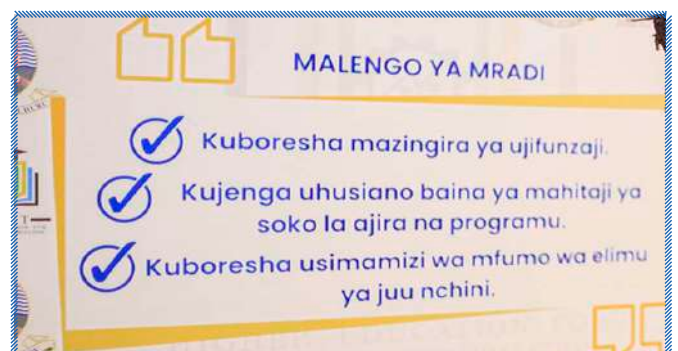 MALENGO YA MRADI
Kuboresha mazingira ya ujifunzaji.
Kujenga uhusiano baina ya mahitaji ya
soko la ajira na programu.
Kuboresha usimamizi wa mfumo wa elimu
ya juu nchini.